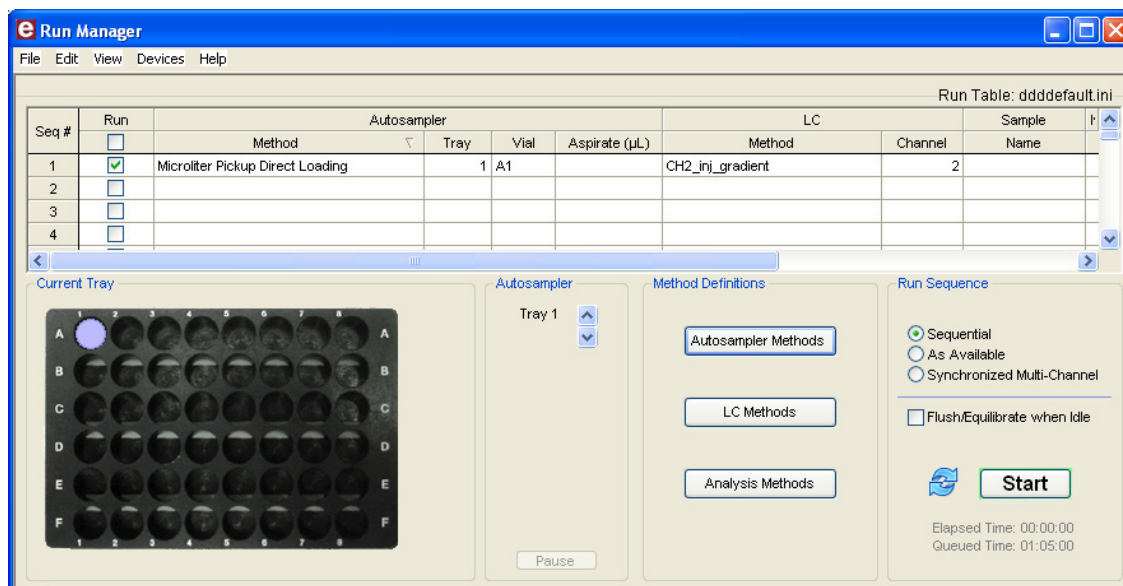 e Run Manager
File Edit View Devices Help
Run Table: ddddefault.ini
Seq # Run Autosampler LC Sample
Method Tray Vial Aspirate (µL) Method Channel Name
1 Microliter Pickup Direct Loading 1 A1 CH2_inj_gradient 2
2
3
4
Current Tray Autosampler Method Definitions Run Sequence
1 2 3 4 5 6 7 8
A A
B B
C C
D D
E E
F F
1 2 3 4 5 6 7 8
Tray 1
Pause
Autosampler Methods
LC Methods
Analysis Methods
Sequential
As Available
Synchronized Multi-Channel
Flush/Equilibrate when Idle
Start
Elapsed Time: 00:00:00
Queued Time: 01:05:00